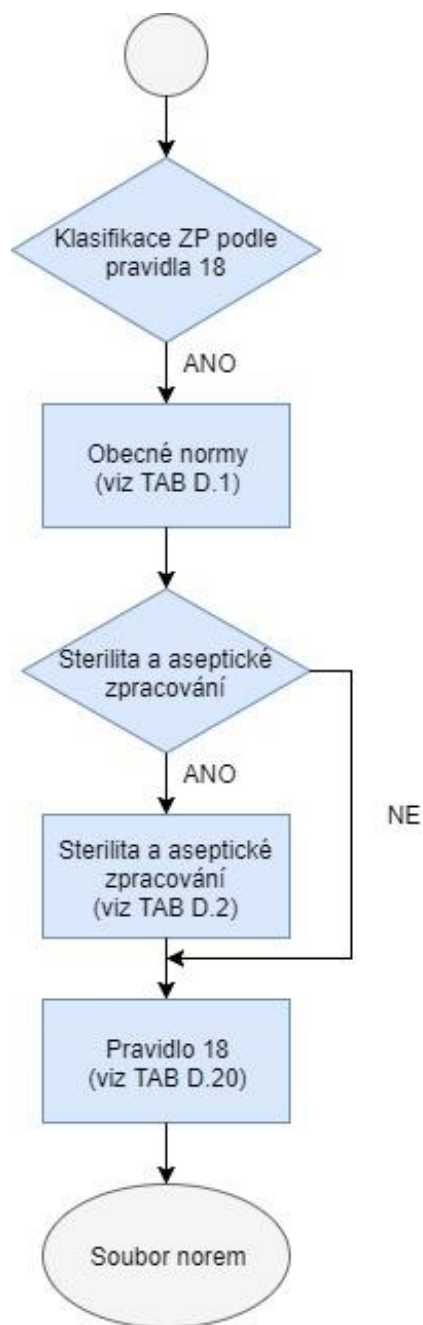 Klasifikace ZP podle
pravidla 18
ANO
Obecné normy
(viz TAB D.1)
Sterilita a aseptické
zpracování
ANO
NE
Sterilita a aseptické
zpracování
(viz TAB D.2)
Pravidlo 18
(viz TAB D.20)
Soubor norem